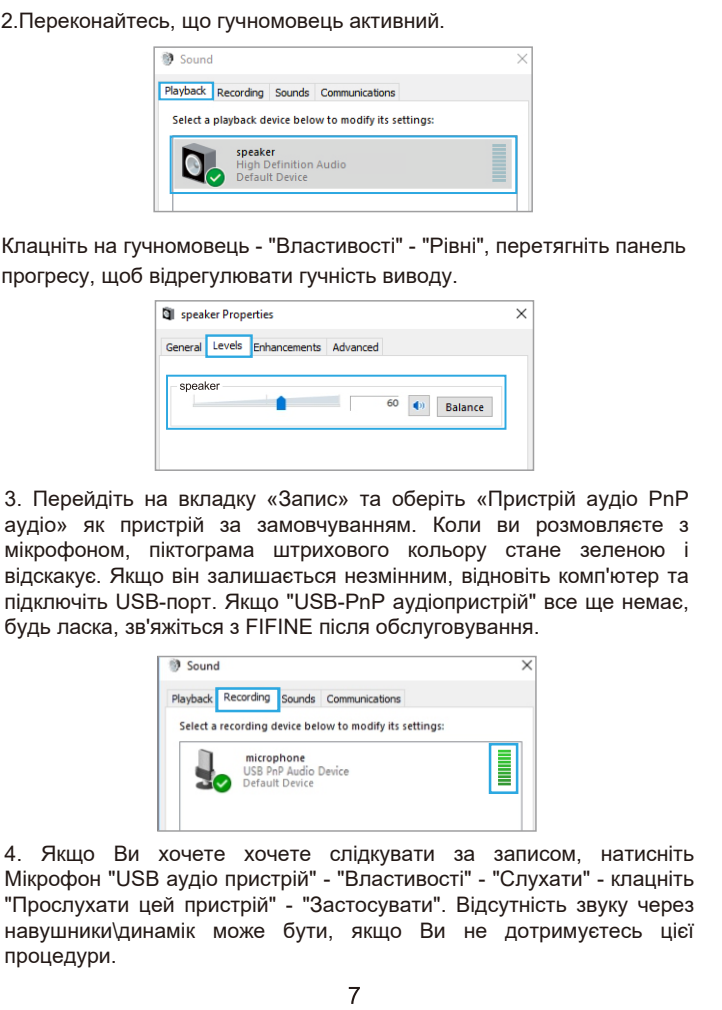 2.Переконайтесь, що гучномовець активний.
Sound
Playback Recording Sounds Communications
Select a playback device below to modify its settings:
speaker
High Definition Audio
Default Device
Клацніть на гучномовець - "Властивості" - "Рівні", перетягніть панель
прогресу, щоб відрегулювати гучність виводу.
speaker Properties
General Levels Enhancements Advanced
speaker
60 Balance
3. Перейдіть на вкладку «Запис» та оберіть «Пристрій аудіо PnP
аудіо» як пристрій за замовчуванням. Коли ви розмовляєте з
мікрофоном, піктограма штрихового кольору стане зеленою і
відскакує. Якщо він залишається незмінним, відновіть комп'ютер та
підключіть USB-порт. Якщо "USB-PnP аудіопристрій" все ще немає,
будь ласка, зв'яжіться з FIFINE після обслуговування.
Sound
Playback Recording Sounds Communications
Select a recording device below to modify its settings:
microphone
USB PnP Audio Device
Default Device
4. Якщо Ви хочете хочете слідкувати за записом, натисніть
Мікрофон "USB аудіо пристрій" - "Властивості" - "Слухати" - клацніть
"Прослухати цей пристрій" - "Застосувати". Відсутність звуку через
навушники\динамік може бути, якщо Ви не дотримуєтесь цієї
процедури.
7